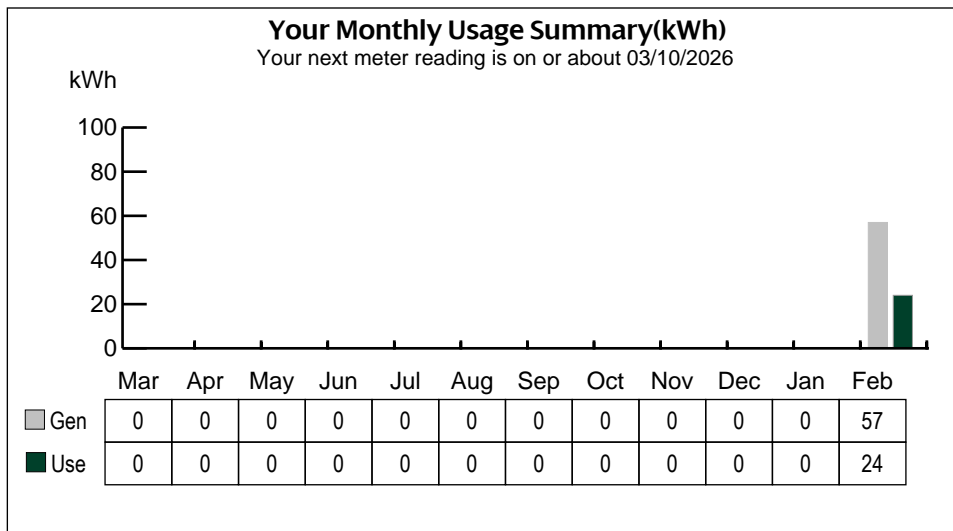 Your Monthly Usage Summary(kWh)
Your next meter reading is on or about 03/10/2026
kWh
100
80
60
40
20
0
Mar Apr May Jun Jul Aug Sep Oct Nov Dec Jan Feb
Gen 0 0 0 0 0 0 0 0 0 0 0 57
Use 0 0 0 0 0 0 0 0 0 0 0 24